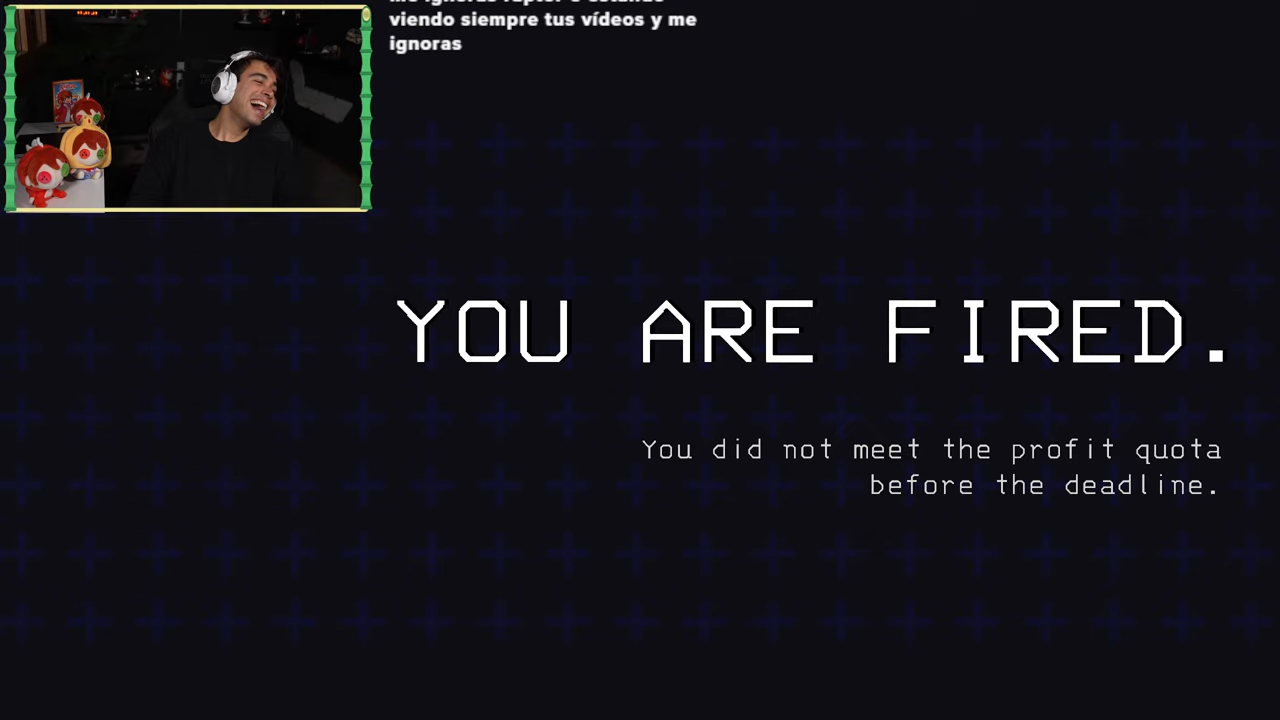 viendo siempre tus vídeos y me
ignoras
YOU ARE FIRED.
You did not meet the profit quota
before the deadline.